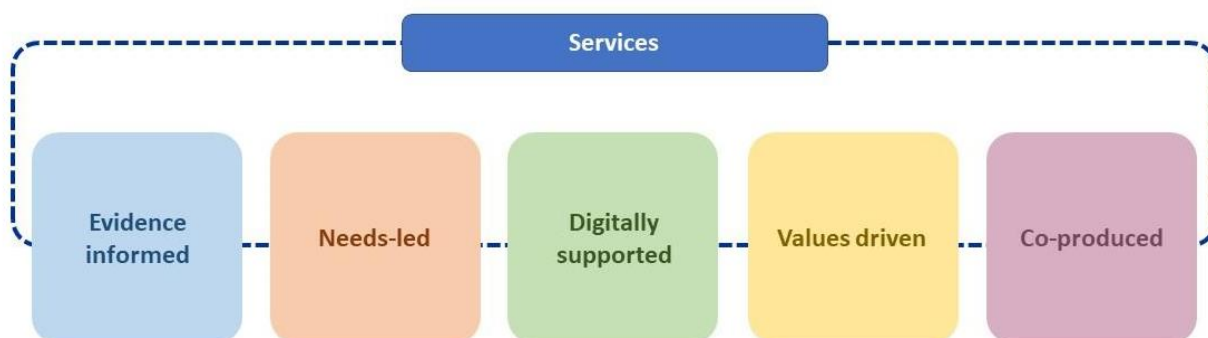 Services
Evidence
informed
Needs-led
Digitally
supported
Values driven
Co-produced